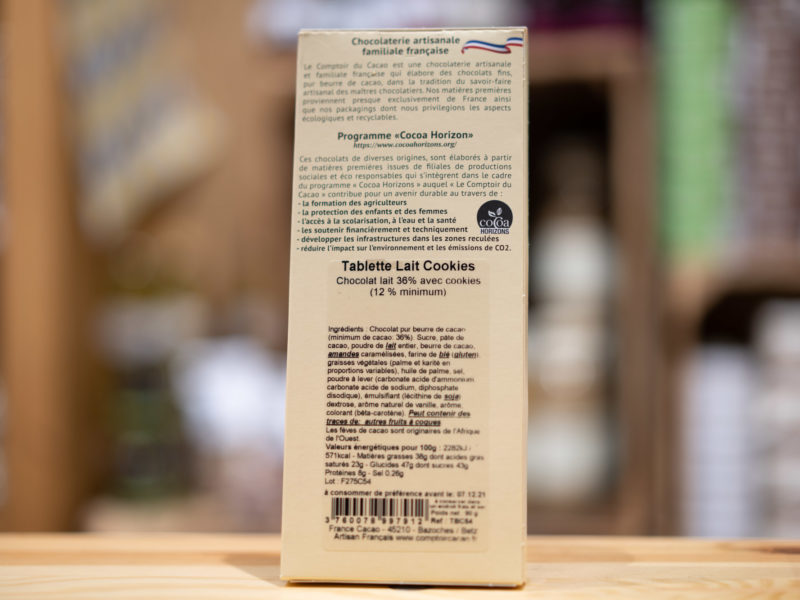 Chocolaterie artisanale
familiale française
Le Comptoir du Cacao est une chocolaterie artisanale
et familiale française qui élabore des chocolats fins,
pur beurre de cacao, dans la tradition du savoir-faire
artisanal des maîtres chocolatiers. Nos matières premières
proviennent presque exclusivement de France ainsi
que nos packagings dont nous privilégions les aspects
écologiques et recyclables.
Programme «Cocoa Horizon»
https://www.cocoahorizons.org/
Ces chocolats de diverses origines, sont élaborés à partir
de matières premières issues de filiales de productions
sociales et éco responsables qui s'intègrent dans le cadre
du programme « Cocoa Horizons » auquel « Le Comptoir du
Cacao » contribue pour un avenir durable au travers de :
- la formation des agriculteurs
- la protection des enfants et des femmes
- l'accès à la scolarisation, à l'eau et la santé
- les soutenir financièrement et techniquement
- développer les infrastructures dans les zones reculées
- réduire l'impact sur l'environnement et les émissions de CO2.
cocoa
HORIZONS
Tablette Lait Cookies
Chocolat lait 36% avec cookies
(12 % minimum)
Ingrédients : Chocolat pur beurre de cacao
(minimum de cacao: 36%). Sucre, pâte de
cacao, poudre de lait entier, beurre de cacao,
amandes caramélisées, farine de blé (gluten),
graisses végétales (palme et karité en
proportions variables), huile de palme, sel,
poudre à lever (carbonate acide d'ammonium,
carbonate acide de sodium, diphosphate
disodique), émulsifiant (lécithine de soja)
dextrose, arôme naturel de vanille, arôme,
colorant (bêta-carotène). Peut contenir des
traces de: autres fruits à coques
Les fèves de cacao sont originaires de l'Afrique
de l'Ouest.
Valeurs énergétiques pour 100g : 2282kJ /
571kcal - Matières grasses 38g dont acides gras
saturés 23g - Glucides 47g dont sucres 43g
Protéines 8g - Sel 0.26g
Lot : F275C54
à consommer de préférence avant le: 07.12.21
à conserver dans
un endroit frais et sec
Poids net : 90 g
3 760078 997912 Ref : TBC54
France Cacao - 45210 - Bazoches / Betz
Artisan Français www.comptoircacao.fr